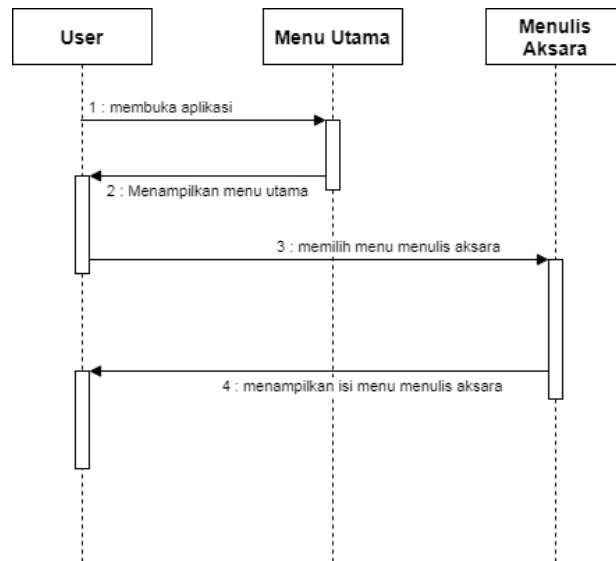 User
Menu Utama
Menulis
Aksara
1 : membuka aplikasi
2 : Menampilkan menu utama
3 : memilih menu menulis aksara
4 : menampilkan isi menu menulis aksara